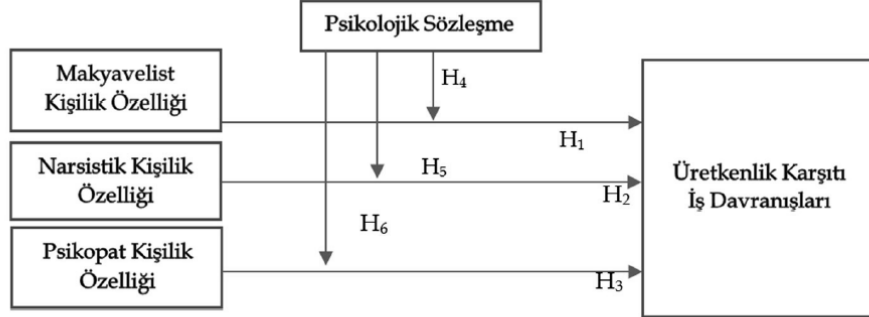 Psikolojik Sözleşme
Makyavelist
Kişilik Özelliği
H₄
H₁
Narsistik Kişilik
Özelliği
H₅
H₂
Üretkenlik Karşıtı
İş Davranışları
H₆
Psikopat Kişilik
Özelliği
H₃